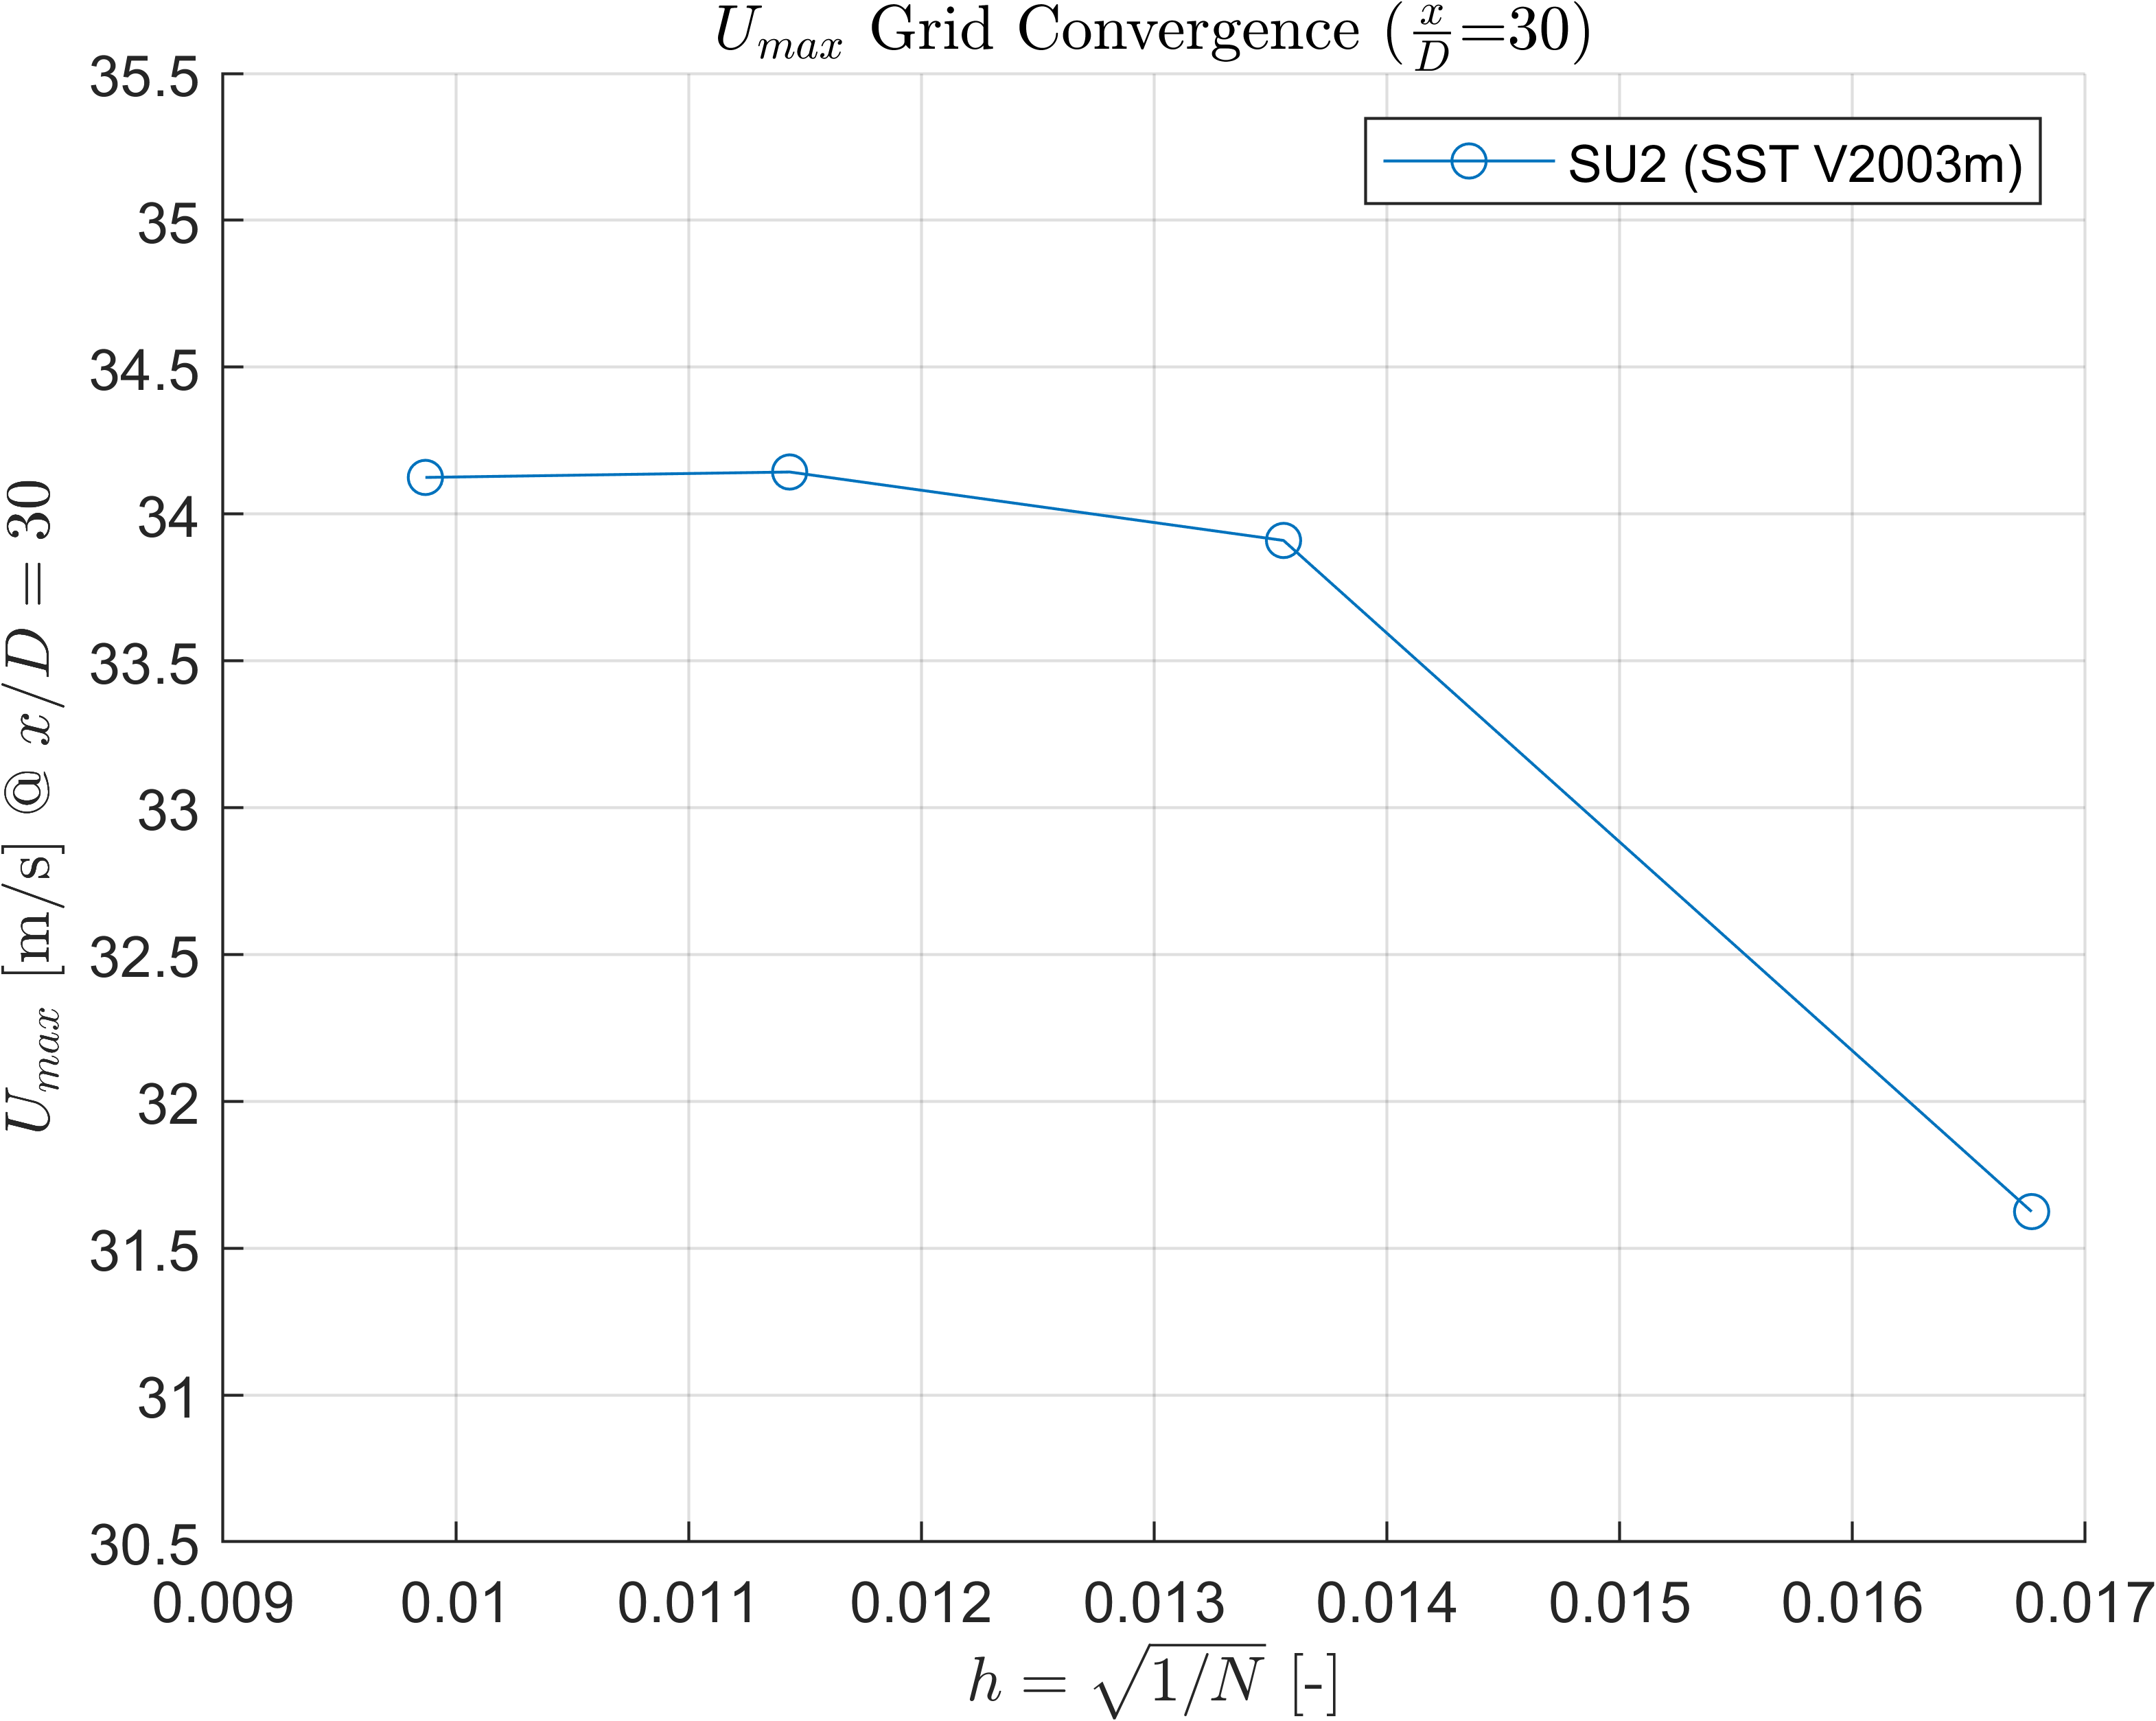 U_max Grid Convergence (x/D=30)
SU2 (SST V2003m)
35.5
35
34.5
34
33.5
33
32.5
32
31.5
31
30.5
U_max [m/s] @ x/D = 30
0.009 0.01 0.011 0.012 0.013 0.014 0.015 0.016 0.017
h = √1/N [-]